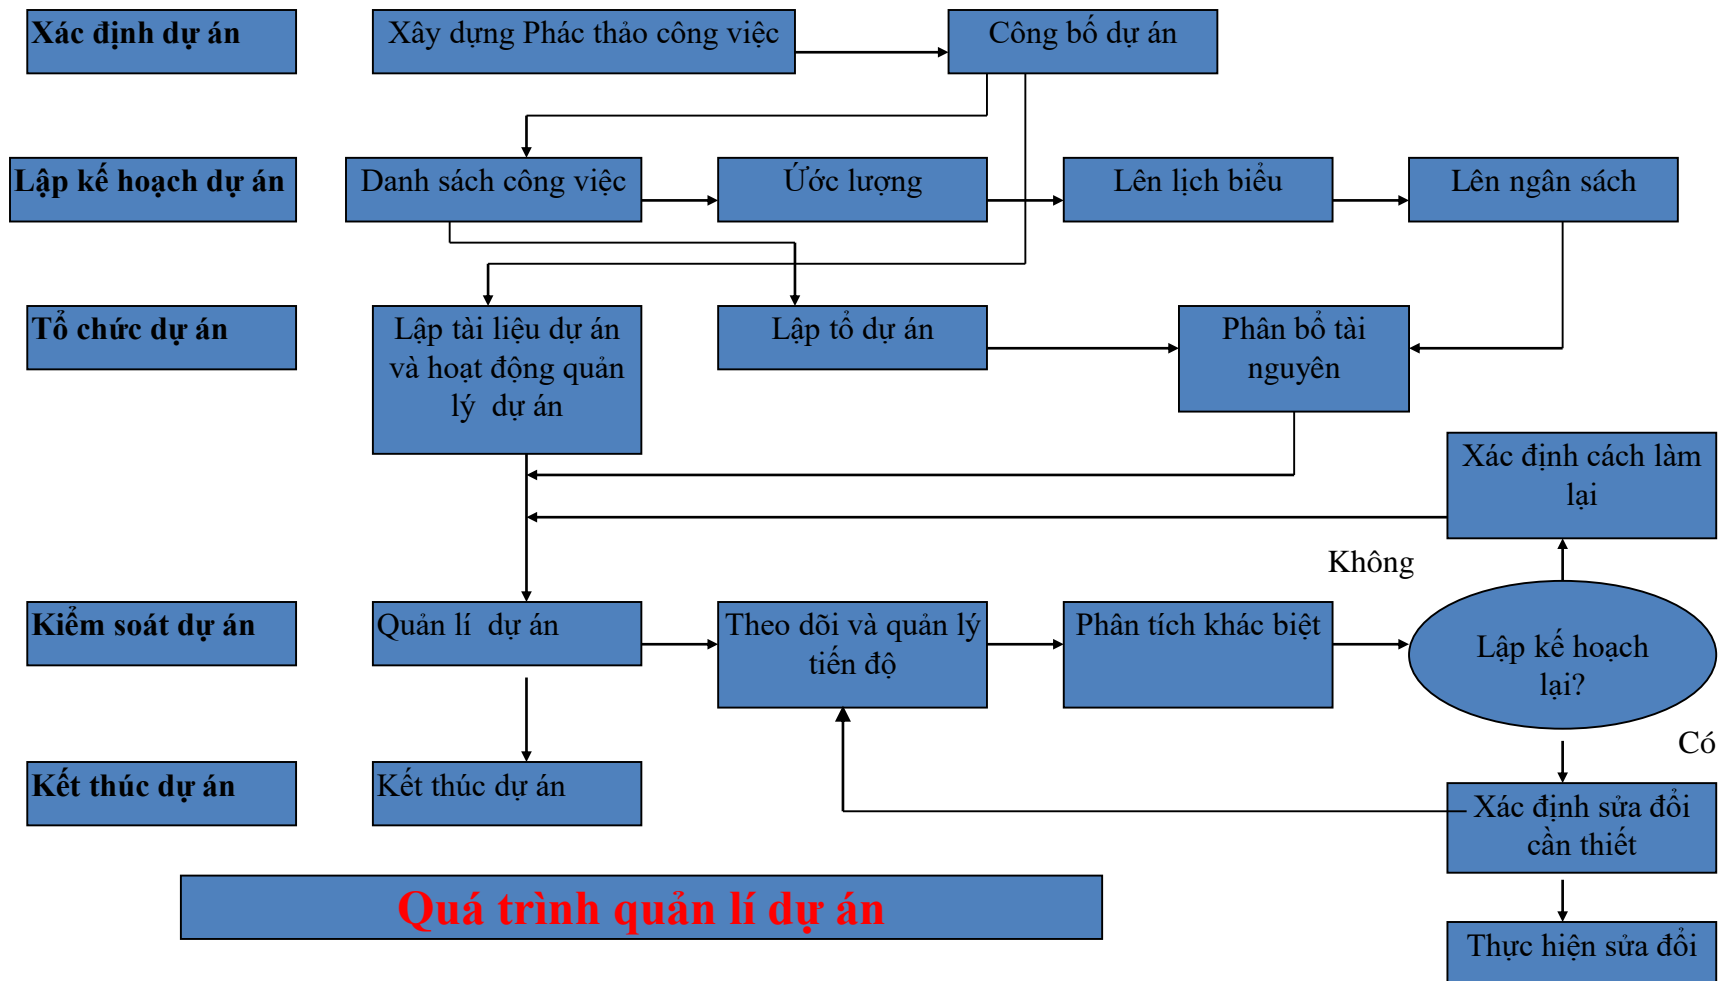 Xác định dự án
Xây dựng Phác thảo công việc
Công bố dự án
Lập kế hoạch dự án
Danh sách công việc
Ước lượng
Lên lịch biểu
Lên ngân sách
Tổ chức dự án
Lập tài liệu dự án
và hoạt động quản
lý dự án
Lập tổ dự án
Phân bổ tài
nguyên
Xác định cách làm
lại
Không
Kiểm soát dự án
Quản lí dự án
Theo dõi và quản lý
tiến độ
Phân tích khác biệt
Lập kế hoạch
lại?
Có
Kết thúc dự án
Kết thúc dự án
Xác định sửa đổi
cần thiết
Quá trình quản lí dự án
Thực hiện sửa đổi